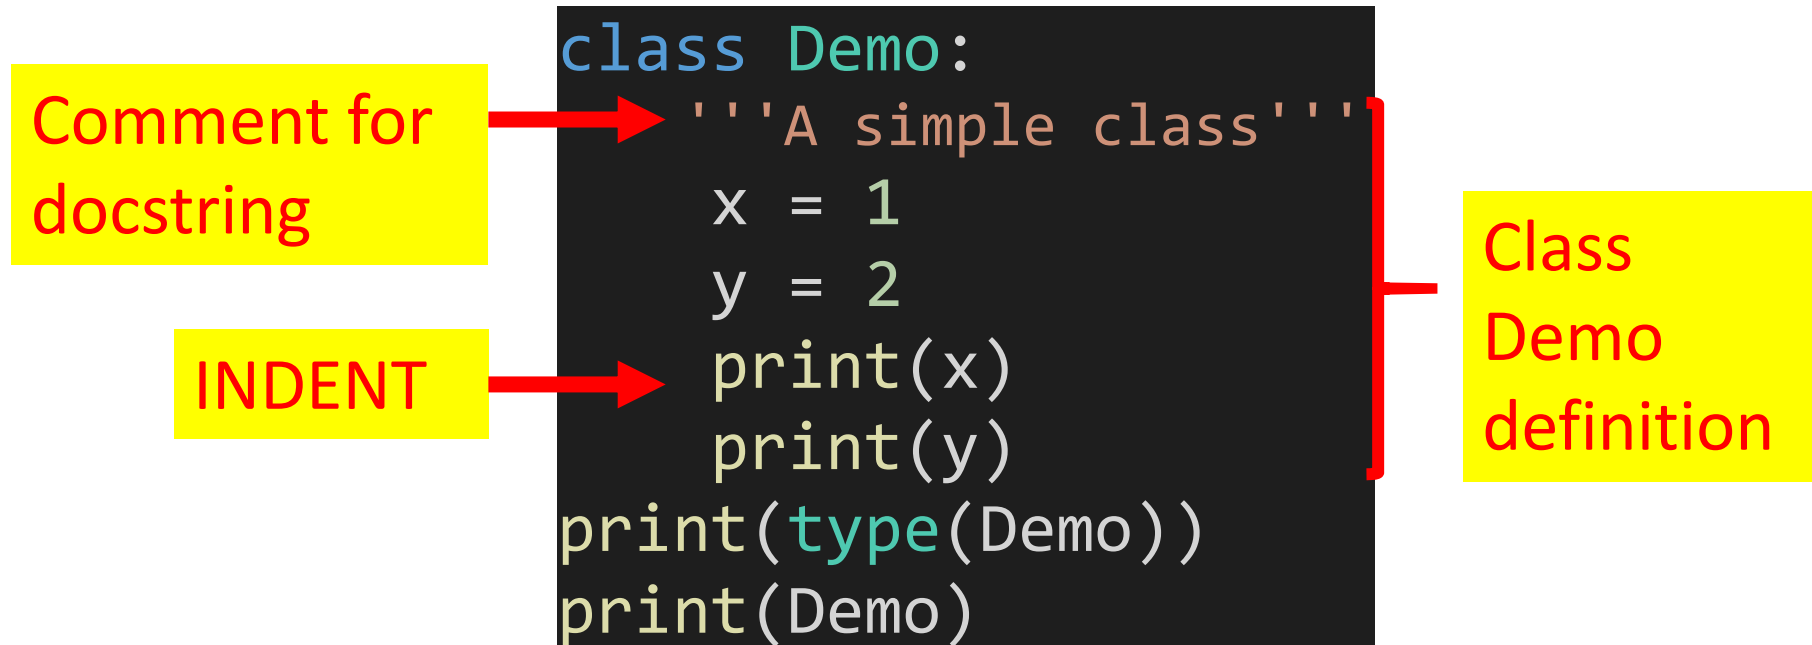 class Demo:
Comment for
docstring
    '''A simple class'''
    x = 1
    y = 2
    print(x)
    print(y)
INDENT
Class
Demo
definition
print(type(Demo))
print(Demo)